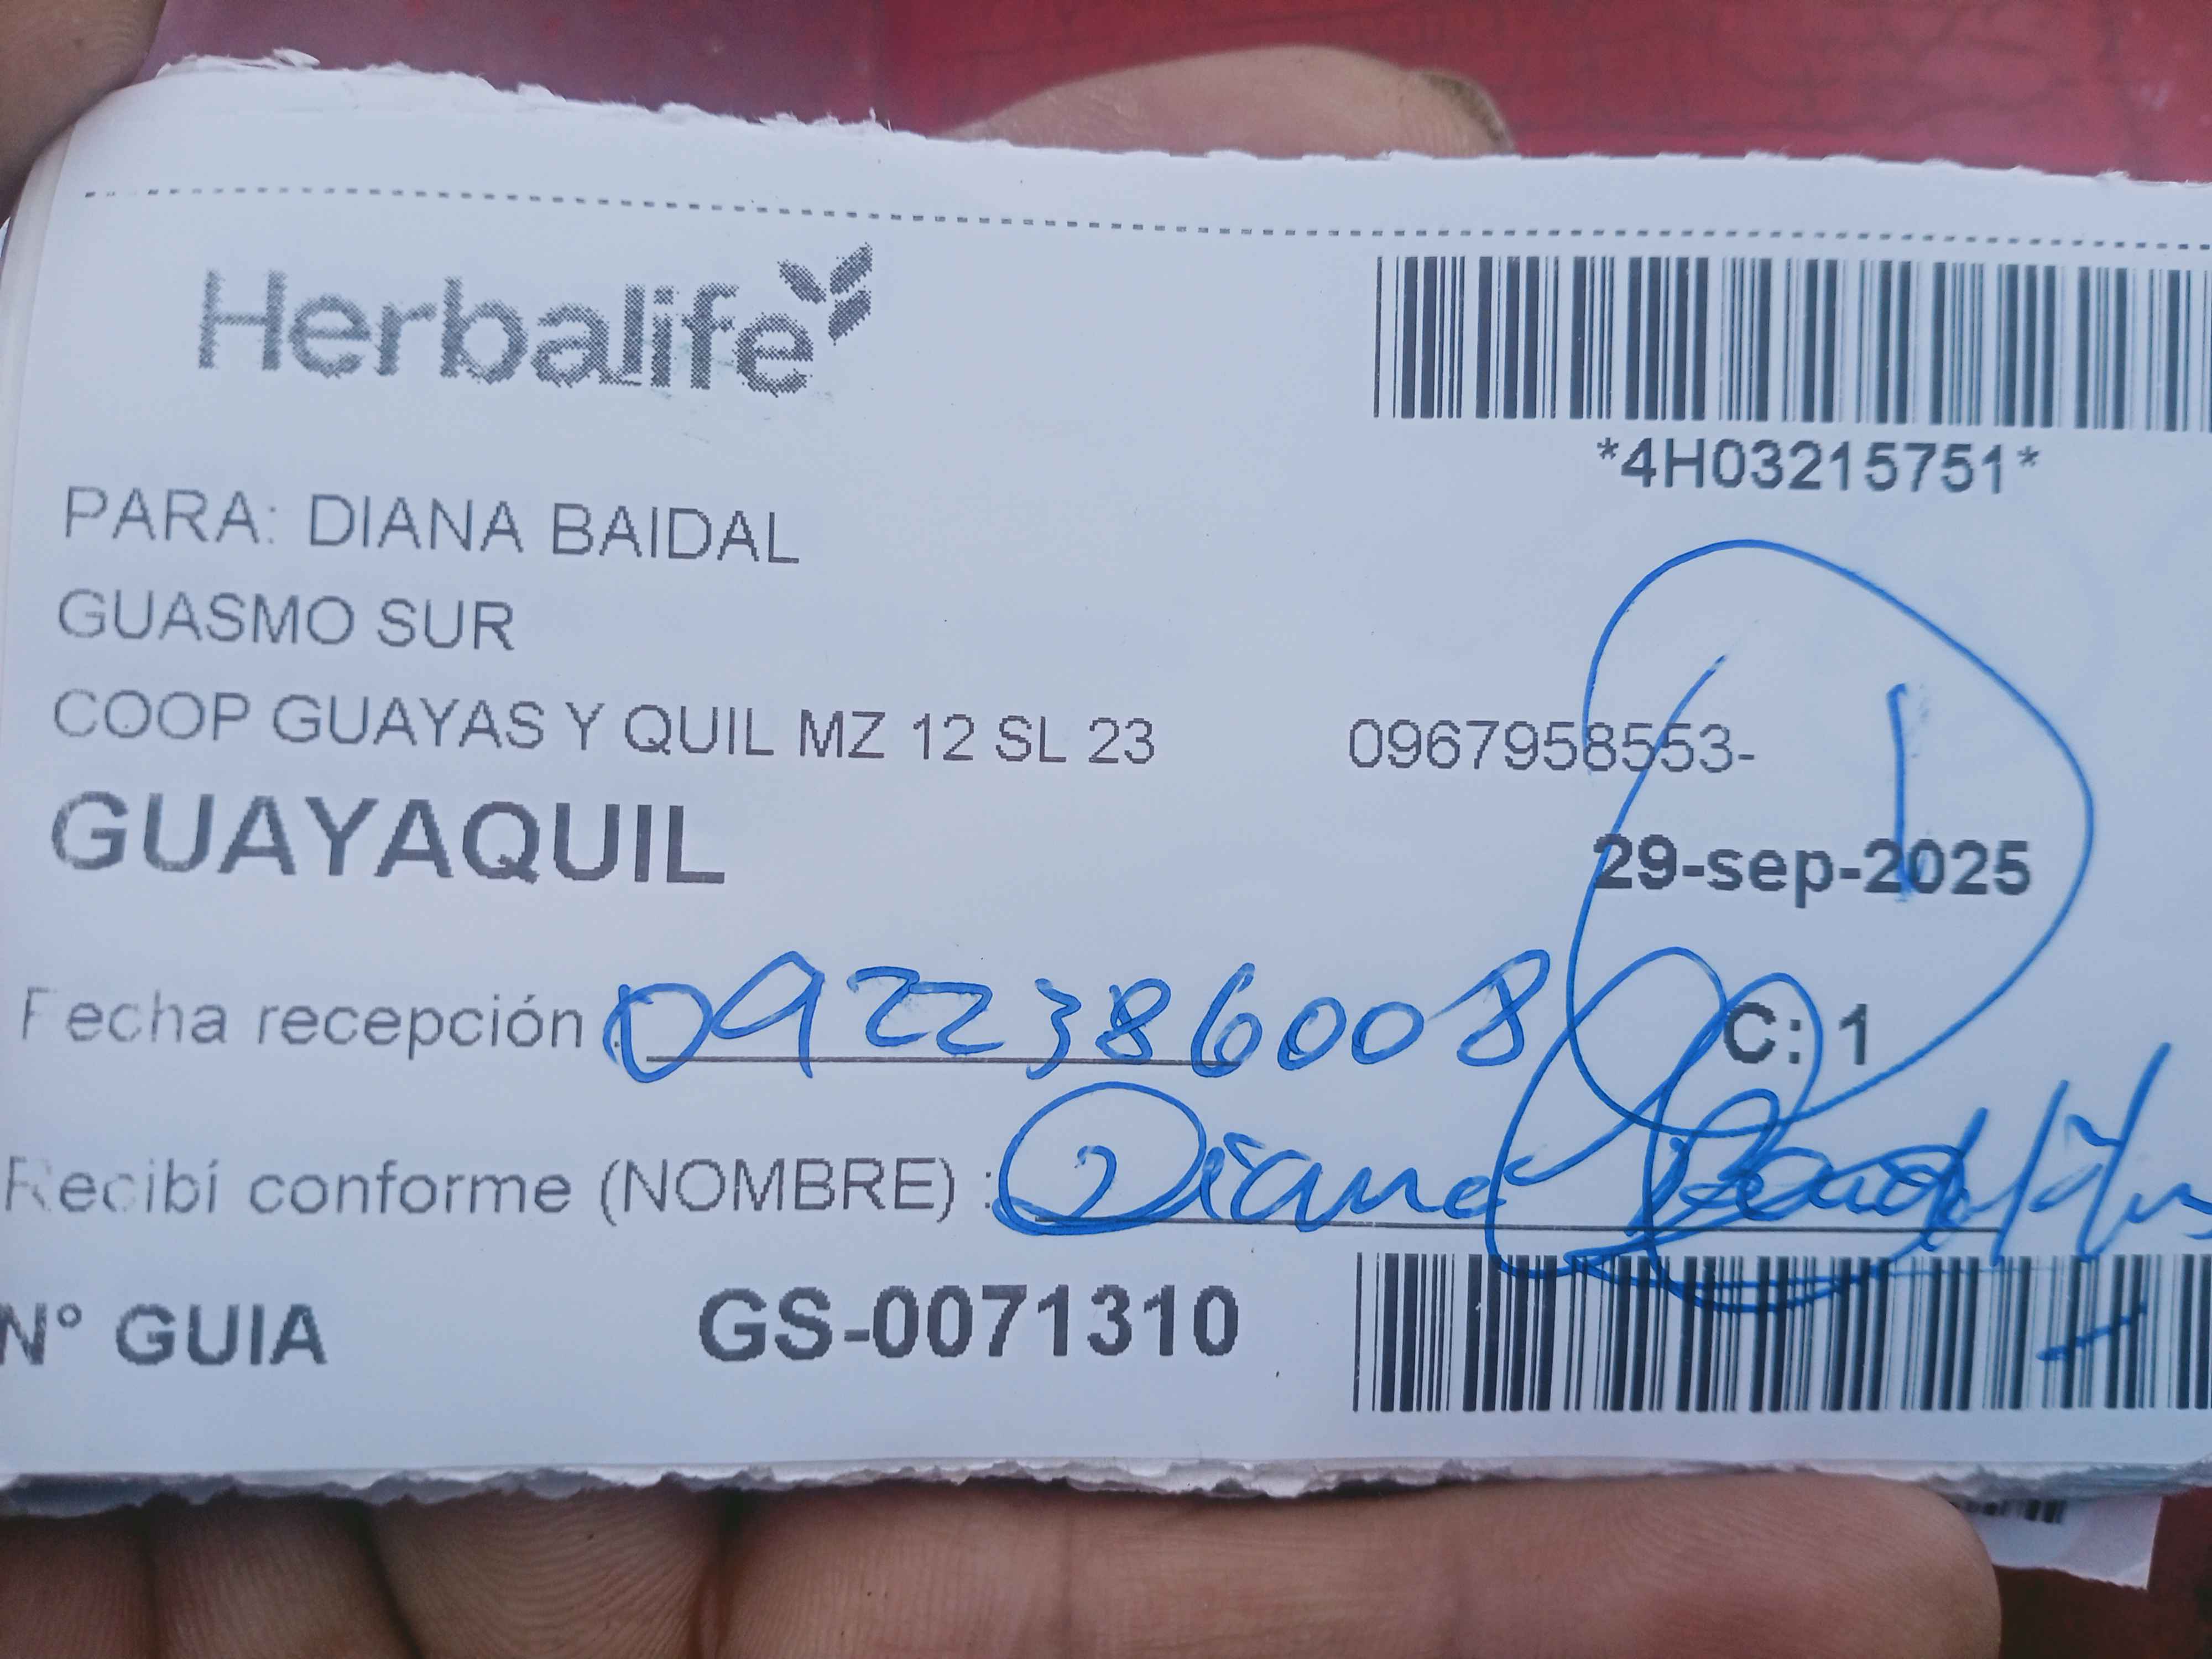 Herbalife
*4H03215751*
PARA: DIANA BAIDAL
GUASMO SUR
COOP GUAYAS Y QUIL MZ 12 SL 23 0967958553-
GUAYAQUIL
29-sep-2025
Fecha recepción : 0922386008
C: 1
Recibí conforme (NOMBRE) : Diana
N° GUIA GS-0071310